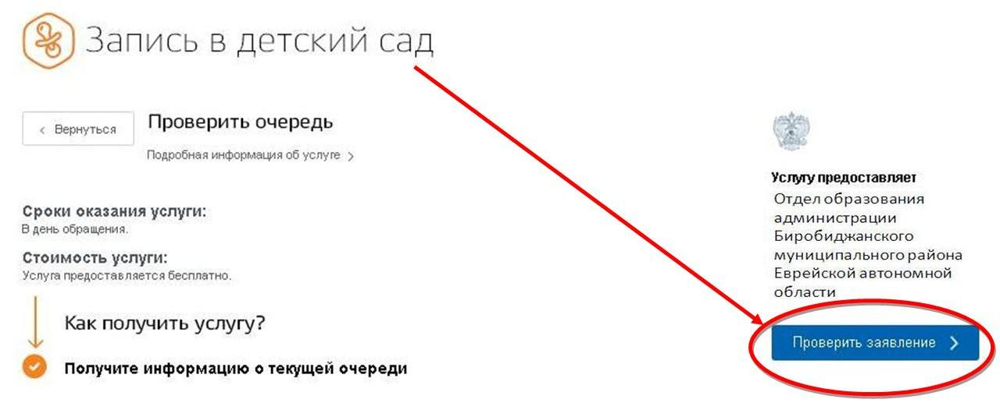 Запись в детский сад
Вернуться
Проверить очередь
Подробная информация об услуге
Сроки оказания услуги:
В день обращения.
Стоимость услуги:
Услуга предоставляется бесплатно.
Как получить услугу?
Получите информацию о текущей очереди
Услугу предоставляет
Отдел образования
администрации
Биробиджанского
муниципального района
Еврейской автономной
области
Проверить заявление